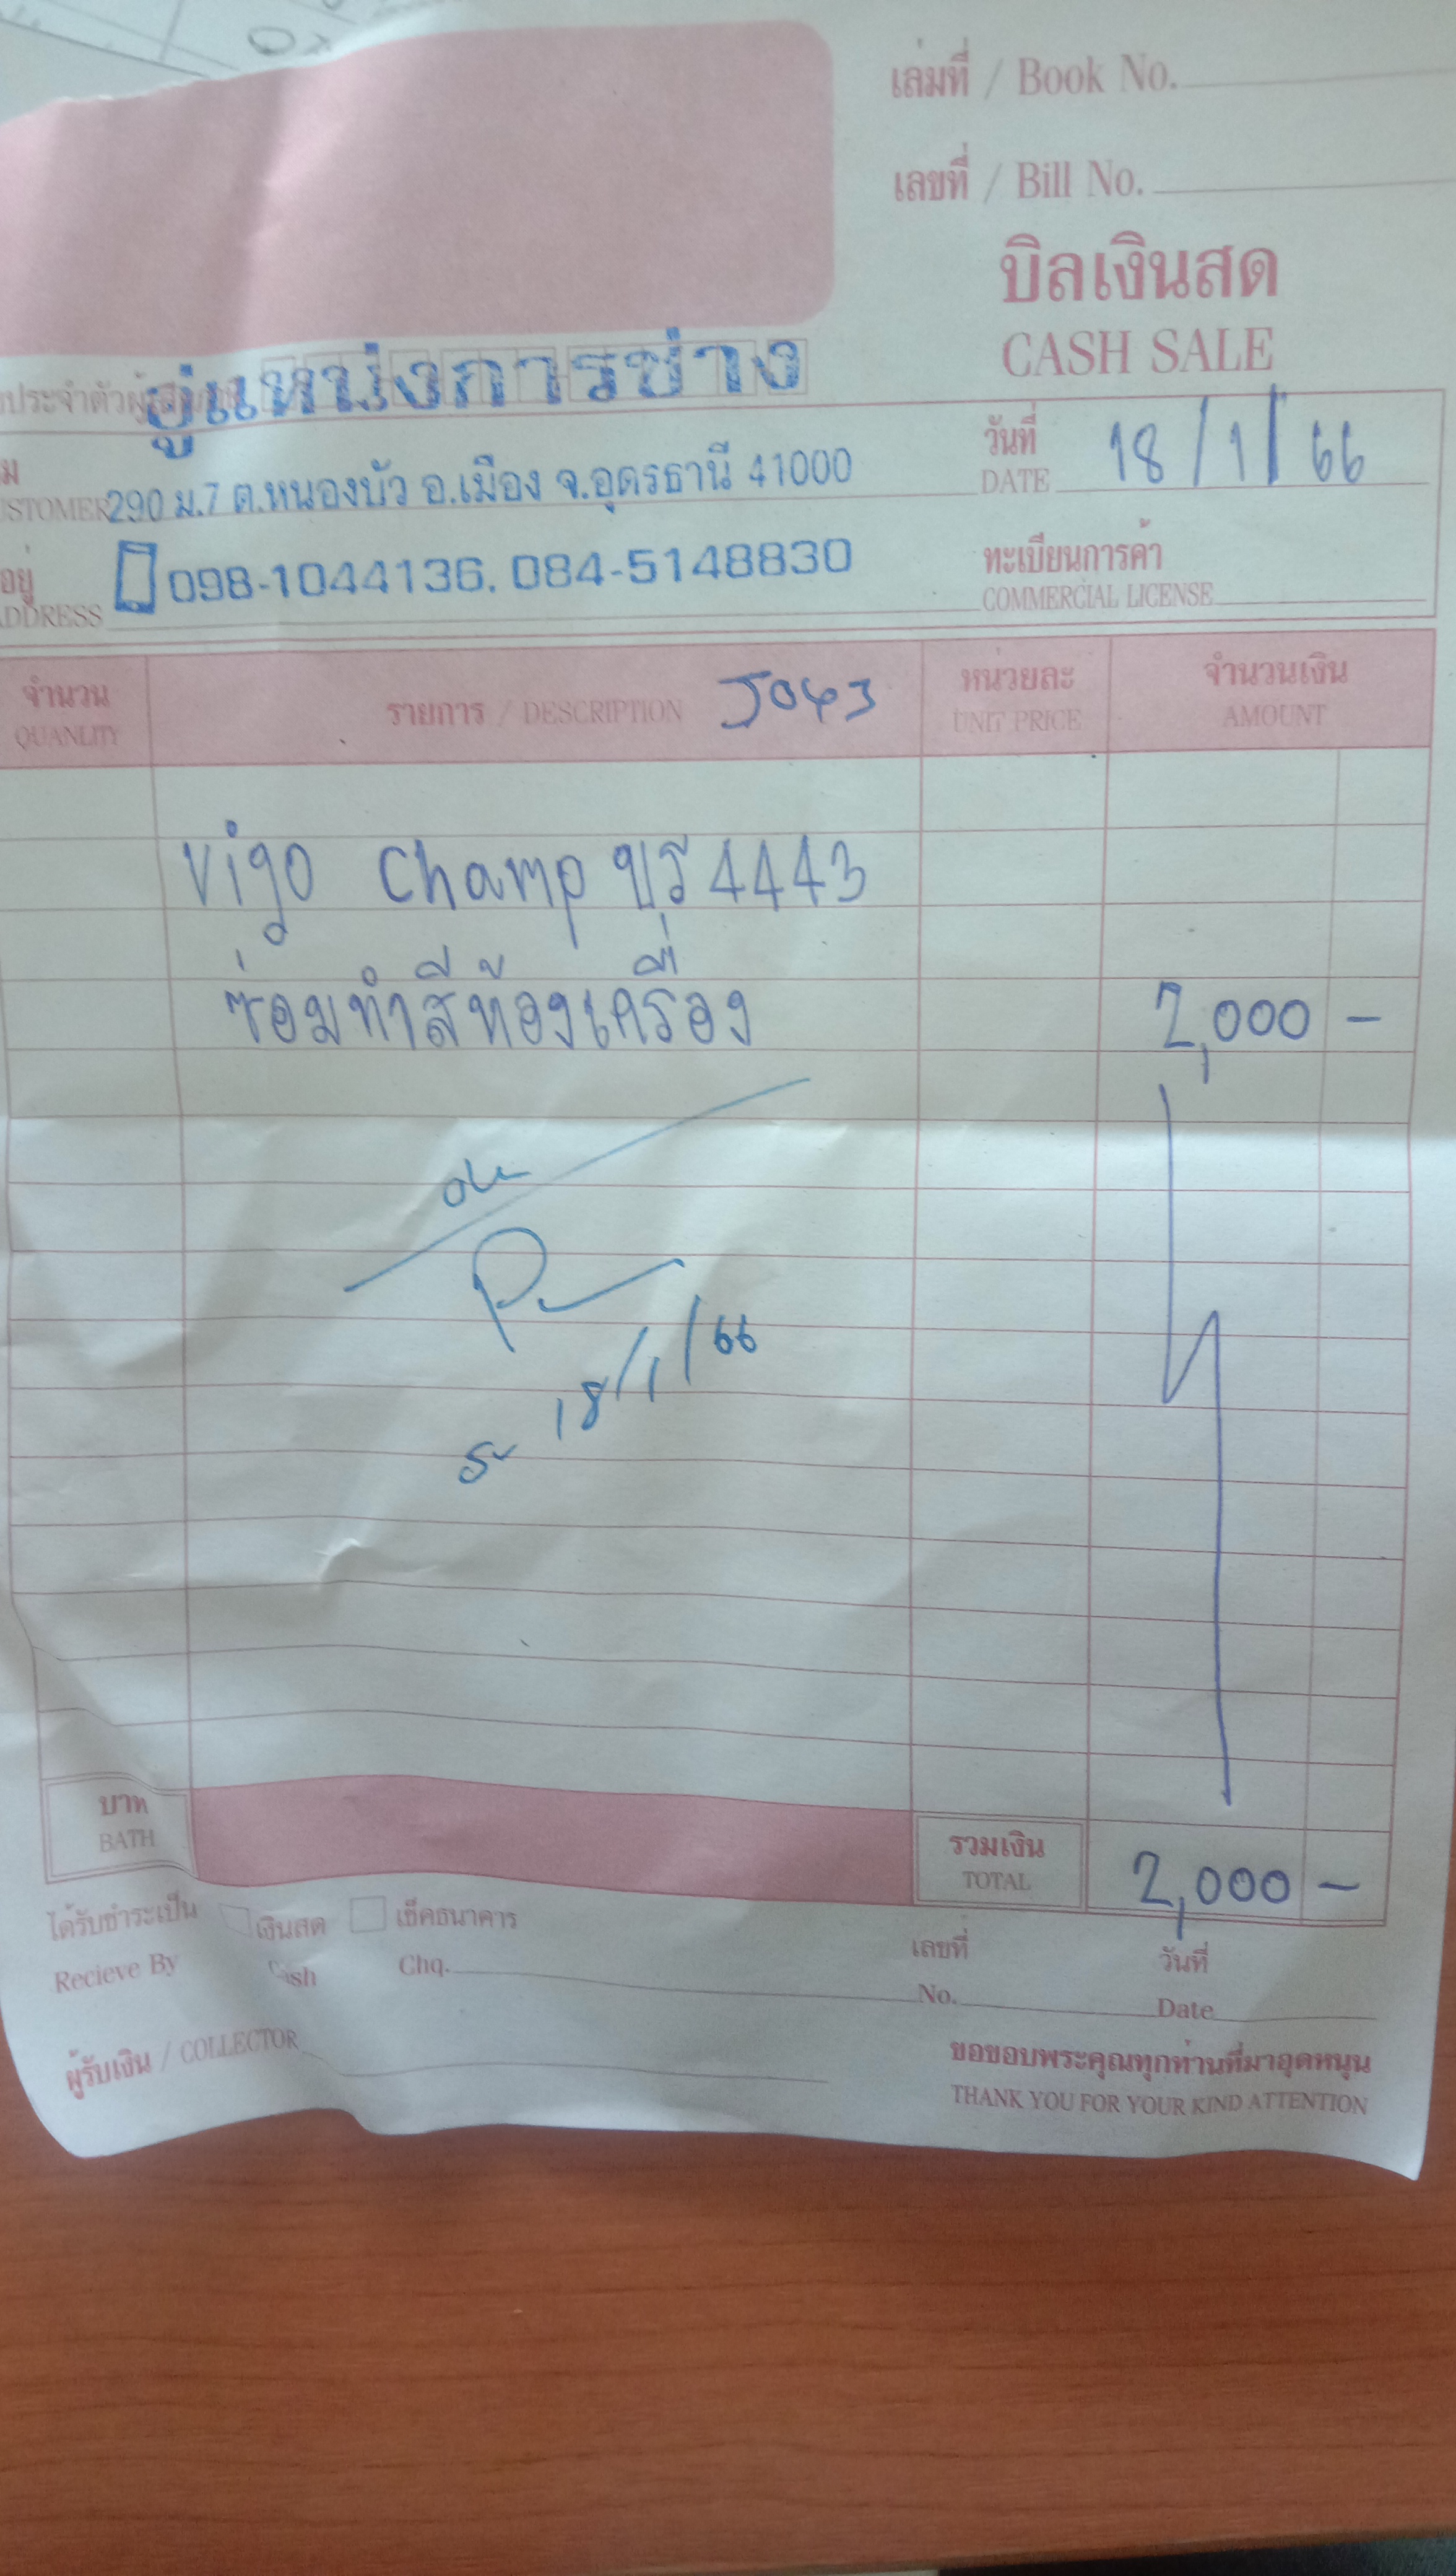 เล่มที่ / Book No.
เลขที่ / Bill No.
บิลเงินสด
CASH SALE
อู่แหน่งการช่าง
วันที่ 18/1/66
DATE
290 ม.7 ต.หนองบัว อ.เมือง จ.อุดรธานี 41000
098-1044136, 084-5148830
ทะเบียนการค้า
COMMERCIAL LICENSE
ADDRESS
จำนวน รายการ / DESCRIPTION J043 หน่วยละ จำนวนเงิน
QUANLITY UNIT PRICE AMOUNT
Vigo Champ ขร 4443
ซ่อมทำสีห้องเครื่อง 2,000 -
18/1/66
บาท รวมเงิน 2,000 -
BATH TOTAL
ได้รับชำระเป็น เงินสด เช็คธนาคาร เลขที่ วันที่
Recieve By Cash Chq. No. Date
ผู้รับเงิน / COLLECTOR
ขอขอบพระคุณทุกท่านที่มาอุดหนุน
THANK YOU FOR YOUR KIND ATTENTION